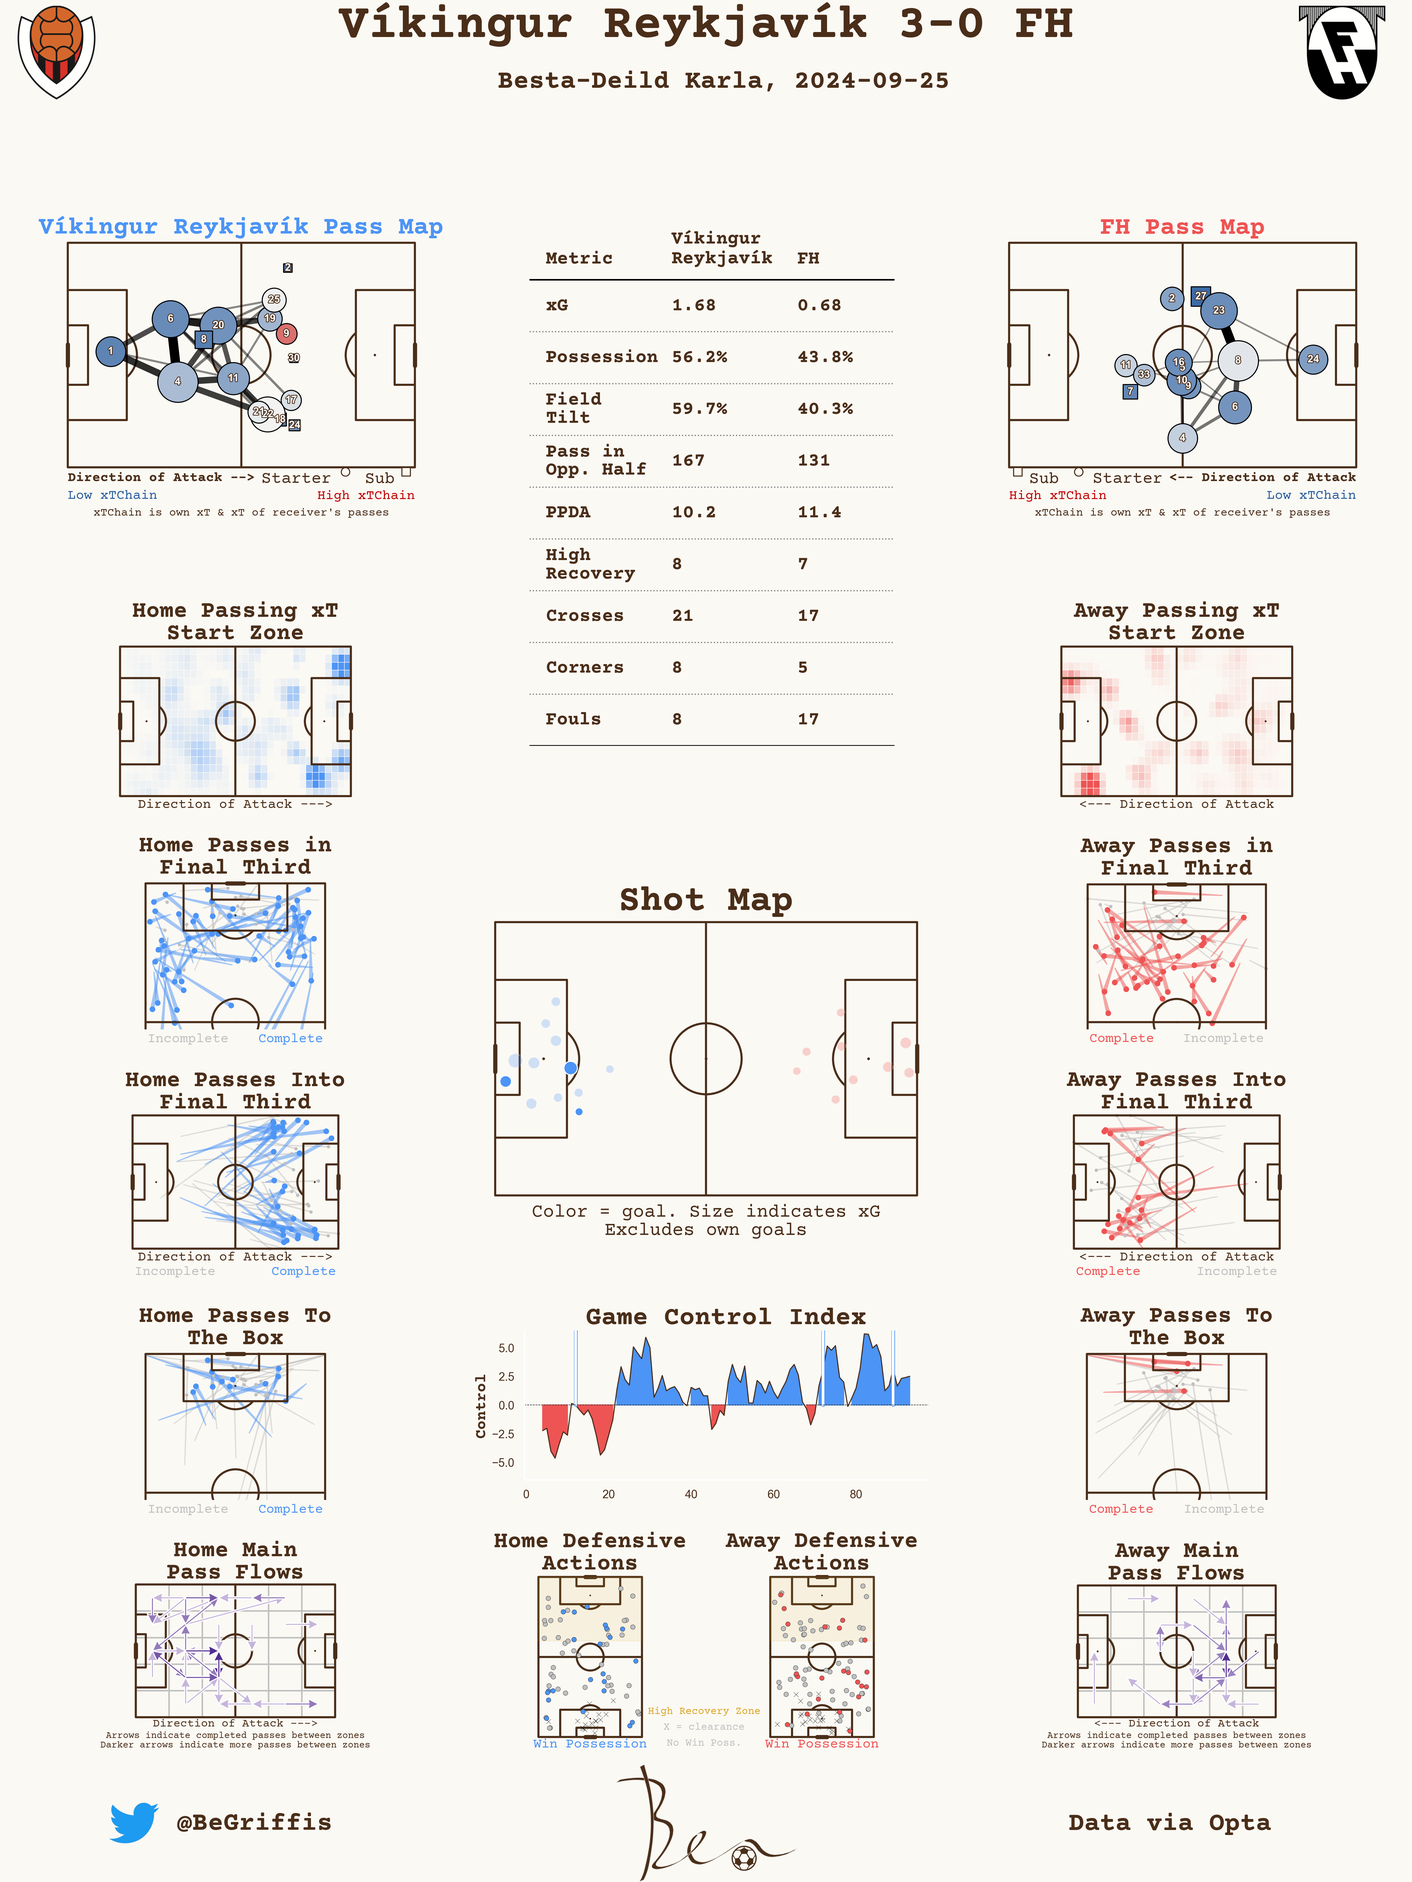 Víkingur Reykjavík 3-0 FH
Besta-Deild Karla, 2024-09-25
Víkingur Reykjavík Pass Map
2
25
6
20
19
8
9
1
30
4
11
17
21
22
18
24
Direction of Attack --> Starter Sub
Low xTChain High xTChain
xTChain is own xT & xT of receiver's passes
Metric Víkingur Reykjavík FH
xG 1.68 0.68
Possession 56.2% 43.8%
Field Tilt 59.7% 40.3%
Pass in Opp. Half 167 131
PPDA 10.2 11.4
High Recovery 8 7
Crosses 21 17
Corners 8 5
Fouls 8 17
FH Pass Map
2
27
23
11
33
16
5
8
24
7
10
9
6
4
Sub Starter <-- Direction of Attack
High xTChain Low xTChain
xTChain is own xT & xT of receiver's passes
Home Passing xT
Start Zone
Direction of Attack --->
Away Passing xT
Start Zone
<--- Direction of Attack
Home Passes in
Final Third
Incomplete Complete
Away Passes in
Final Third
Complete Incomplete
Shot Map
Color = goal. Size indicates xG
Excludes own goals
Home Passes Into
Final Third
Direction of Attack --->
Incomplete Complete
Away Passes Into
Final Third
<--- Direction of Attack
Complete Incomplete
Home Passes To
The Box
Incomplete Complete
Game Control Index
Control
5.0
2.5
0.0
−2.5
−5.0
0 20 40 60 80
Away Passes To
The Box
Complete Incomplete
Home Main
Pass Flows
Direction of Attack --->
Arrows indicate completed passes between zones
Darker arrows indicate more passes between zones
Home Defensive
Actions
Win Possession
High Recovery Zone
X = clearance
No Win Poss.
Away Defensive
Actions
Win Possession
Away Main
Pass Flows
<--- Direction of Attack
Arrows indicate completed passes between zones
Darker arrows indicate more passes between zones
@BeGriffis
Ben
Data via Opta